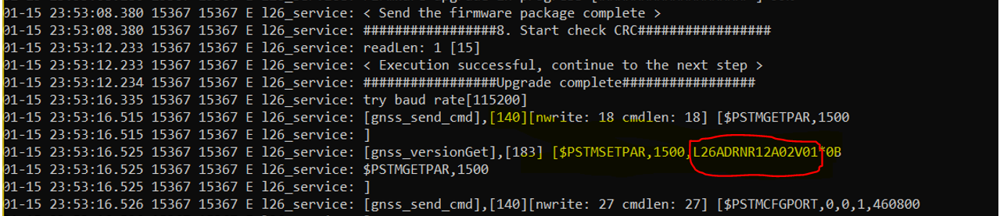 01-15 23:53:08.380 15367 15367 E l26_service: < Send the firmware package complete >
01-15 23:53:08.380 15367 15367 E l26_service: #################8. Start check CRC#################
01-15 23:53:12.233 15367 15367 E l26_service: readLen: 1 [15]
01-15 23:53:12.233 15367 15367 E l26_service: < Execution successful, continue to the next step >
01-15 23:53:12.234 15367 15367 E l26_service: #################Upgrade complete#################
01-15 23:53:16.335 15367 15367 E l26_service: try baud rate[115200]
01-15 23:53:16.515 15367 15367 E l26_service: [gnss_send_cmd],[140][nwrite: 18 cmdlen: 18] [$PSTMGETPAR,1500
01-15 23:53:16.515 15367 15367 E l26_service: ]
01-15 23:53:16.525 15367 15367 E l26_service: [gnss_versionGet],[183] [$PSTMSETPAR,1500,L26ADRNR12A02V01*0B
01-15 23:53:16.525 15367 15367 E l26_service: $PSTMGETPAR,1500
01-15 23:53:16.525 15367 15367 E l26_service: ]
01-15 23:53:16.526 15367 15367 E l26_service: [gnss_send_cmd],[140][nwrite: 27 cmdlen: 27] [$PSTMCFGPORT,0,0,1,460800